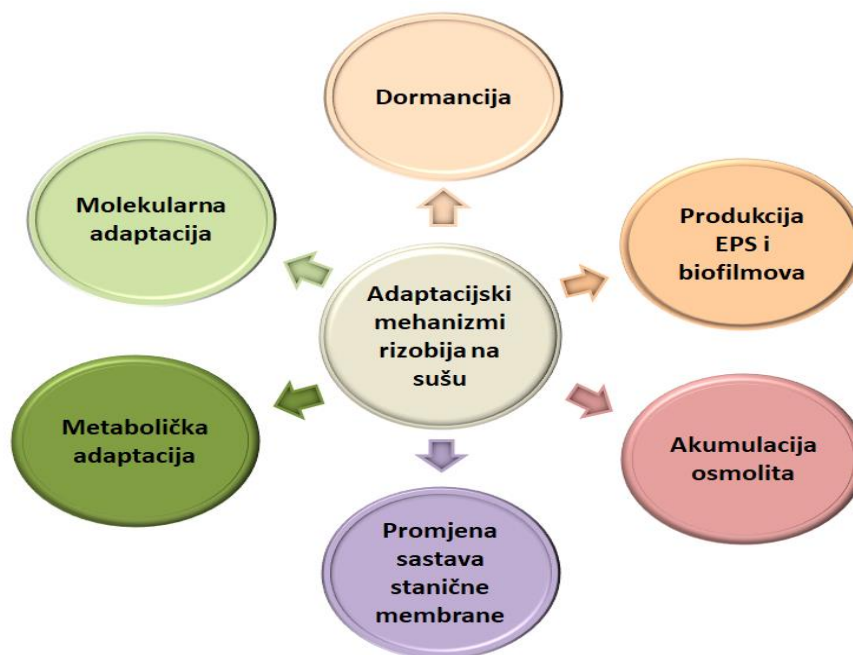 Dormancija
Molekularna
adaptacija
Produkcija
EPS i
biofilmova
Adaptacijski
mehanizmi
rizobija na
sušu
Metabolička
adaptacija
Akumulacija
osmolita
Promjena
sastava
stanične
membrane